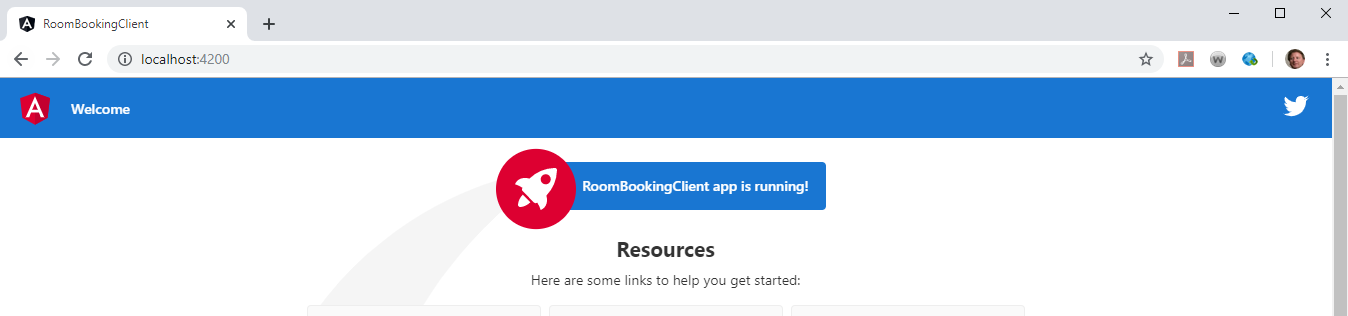 RoomBookingClient
localhost:4200
W
A
Welcome
RoomBookingClient app is running!
Resources
Here are some links to help you get started: